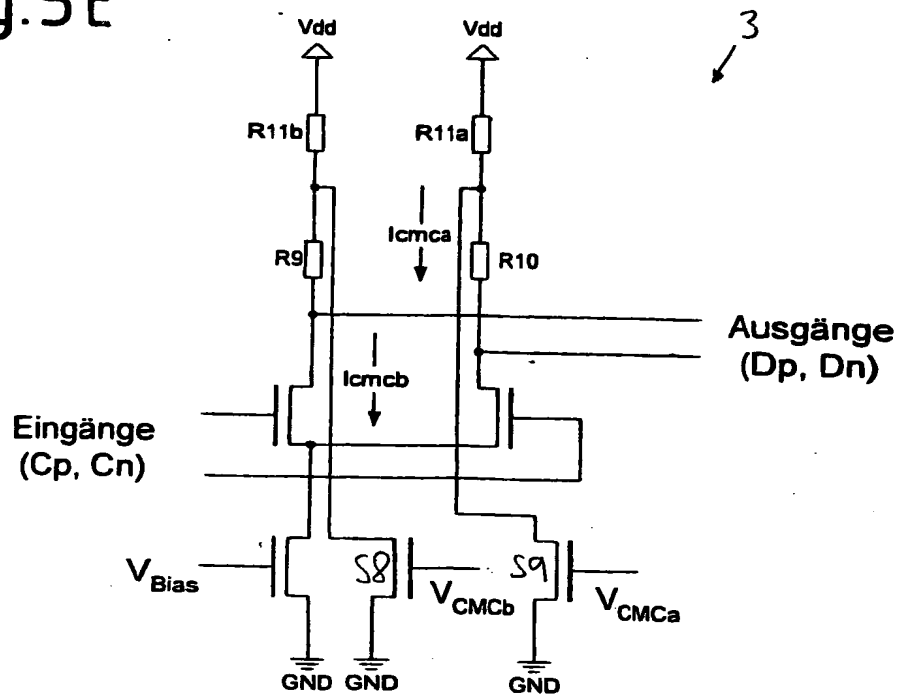 Vdd
Vdd
3
R11b
R11a
Icmca
R9
R10
Ausgänge
(Dp, Dn)
Icmcb
Eingänge
(Cp, Cn)
VBias
S8
VCMCb
S9
VCMCa
GND
GND
GND